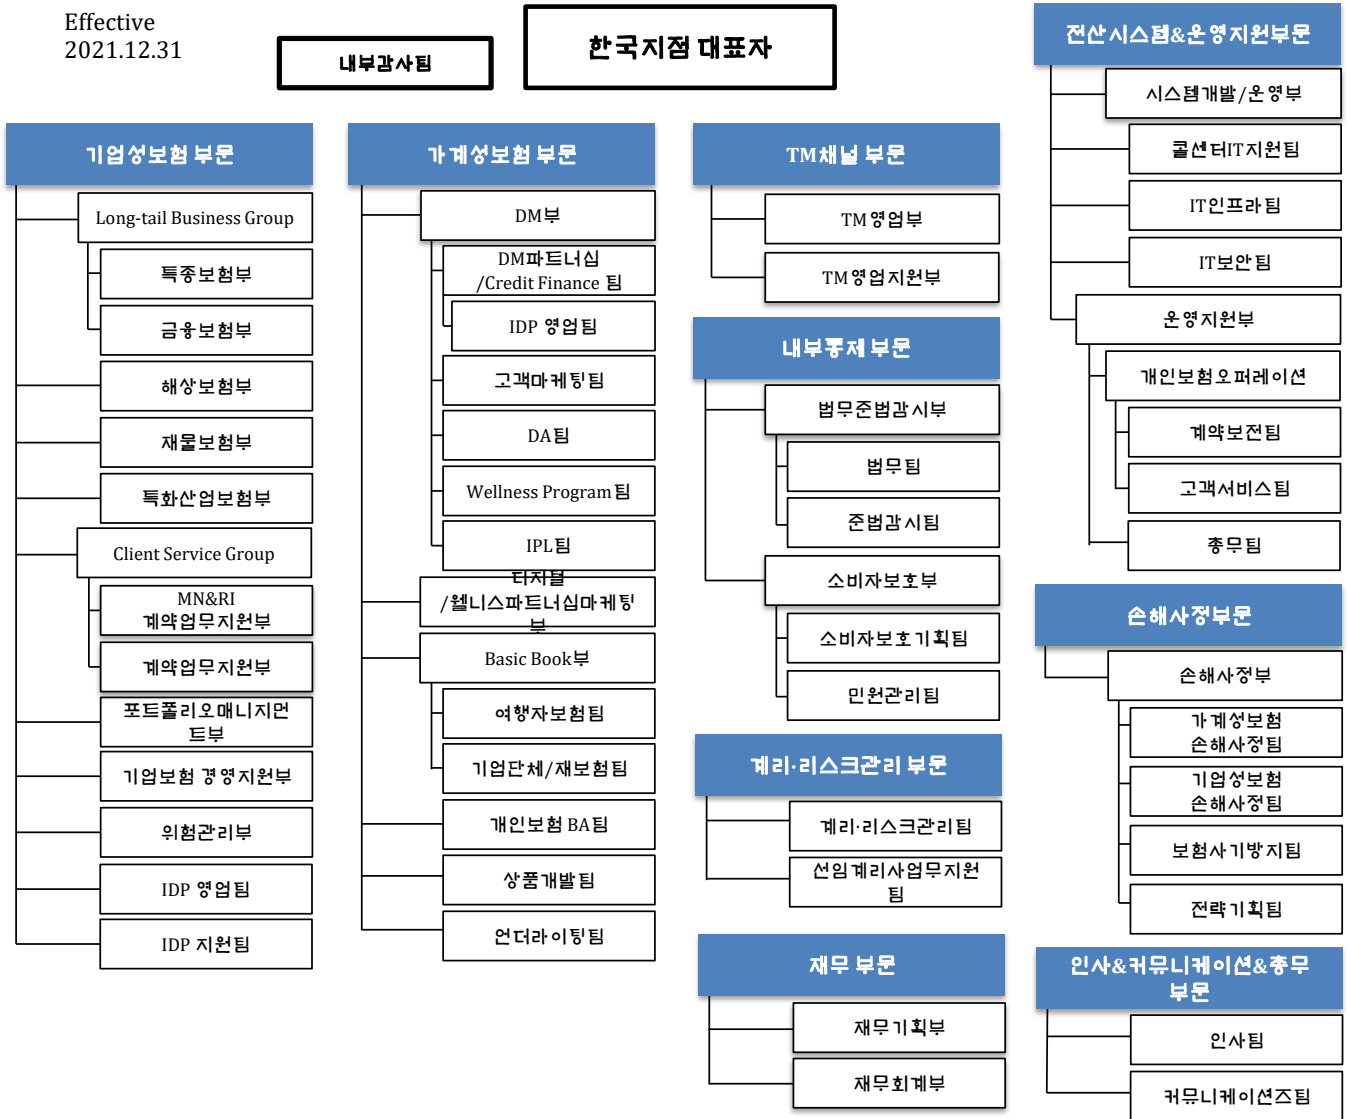 Effective
2021.12.31
내부감사팀
한국지점 대표자
기업성보험 부문
Long-tail Business Group
특종보험부
금융보험부
해상보험부
재물보험부
특화산업보험부
Client Service Group
MN&RI
계약업무지원부
계약업무지원부
포트폴리오매니지먼
트부
기업보험 경영지원부
위험관리부
IDP 영업팀
IDP 지원팀
가계성보험 부문
DM부
DM파트너십
/Credit Finance 팀
IDP 영업팀
고객마케팅팀
DA팀
Wellness Program팀
IPL팀
디지털
/웰니스파트너십마케팅
부
Basic Book부
여행자보험팀
기업단체/재보험팀
개인보험 BA팀
상품개발팀
언더라이팅팀
TM채널 부문
TM영업부
TM영업지원부
내부통제 부문
법무준법감시부
법무팀
준법감시팀
소비자보호부
소비자보호기획팀
민원관리팀
계리·리스크관리 부문
계리·리스크관리팀
선임계리사업무지원
팀
재무 부문
재무기획부
재무회계부
전산시스템&운영지원부문
시스템개발/운영부
콜센터IT지원팀
IT인프라팀
IT보안팀
운영지원부
개인보험오퍼레이션
계약보전팀
고객서비스팀
총무팀
손해사정부문
손해사정부
가계성보험
손해사정팀
기업성보험
손해사정팀
보험사기방지팀
전략기획팀
인사&커뮤니케이션&총무
부문
인사팀
커뮤니케이션즈팀